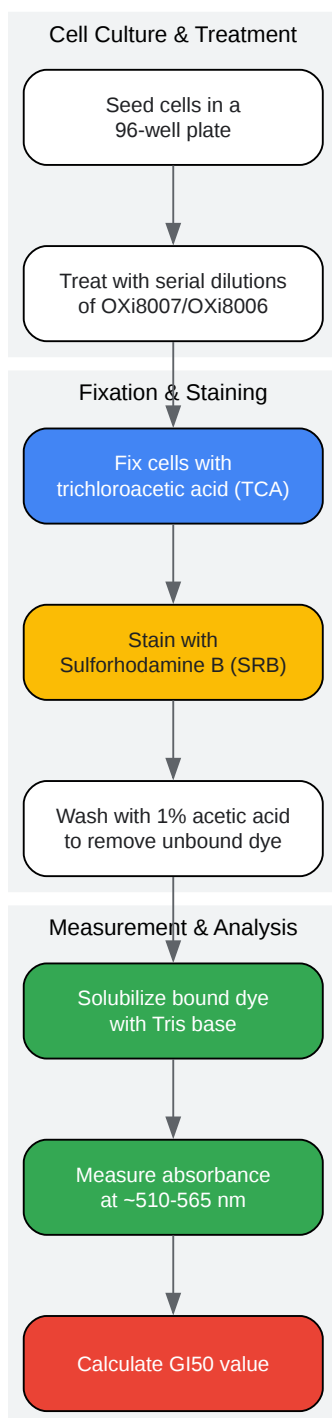 Cell Culture & Treatment
Seed cells in a
96-well plate
Treat with serial dilutions
of OXi8007/OXi8006
Fixation & Staining
Fix cells with
trichloroacetic acid (TCA)
Stain with
Sulforhodamine B (SRB)
Wash with 1% acetic acid
to remove unbound dye
Measurement & Analysis
Solubilize bound dye
with Tris base
Measure absorbance
at ~510-565 nm
Calculate GI50 value